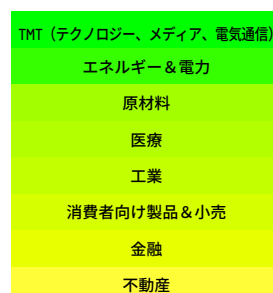 TMT（テクノロジー、メディア、電気通信）
エネルギー＆電力
原材料
医療
工業
消費者向け製品＆小売
金融
不動産